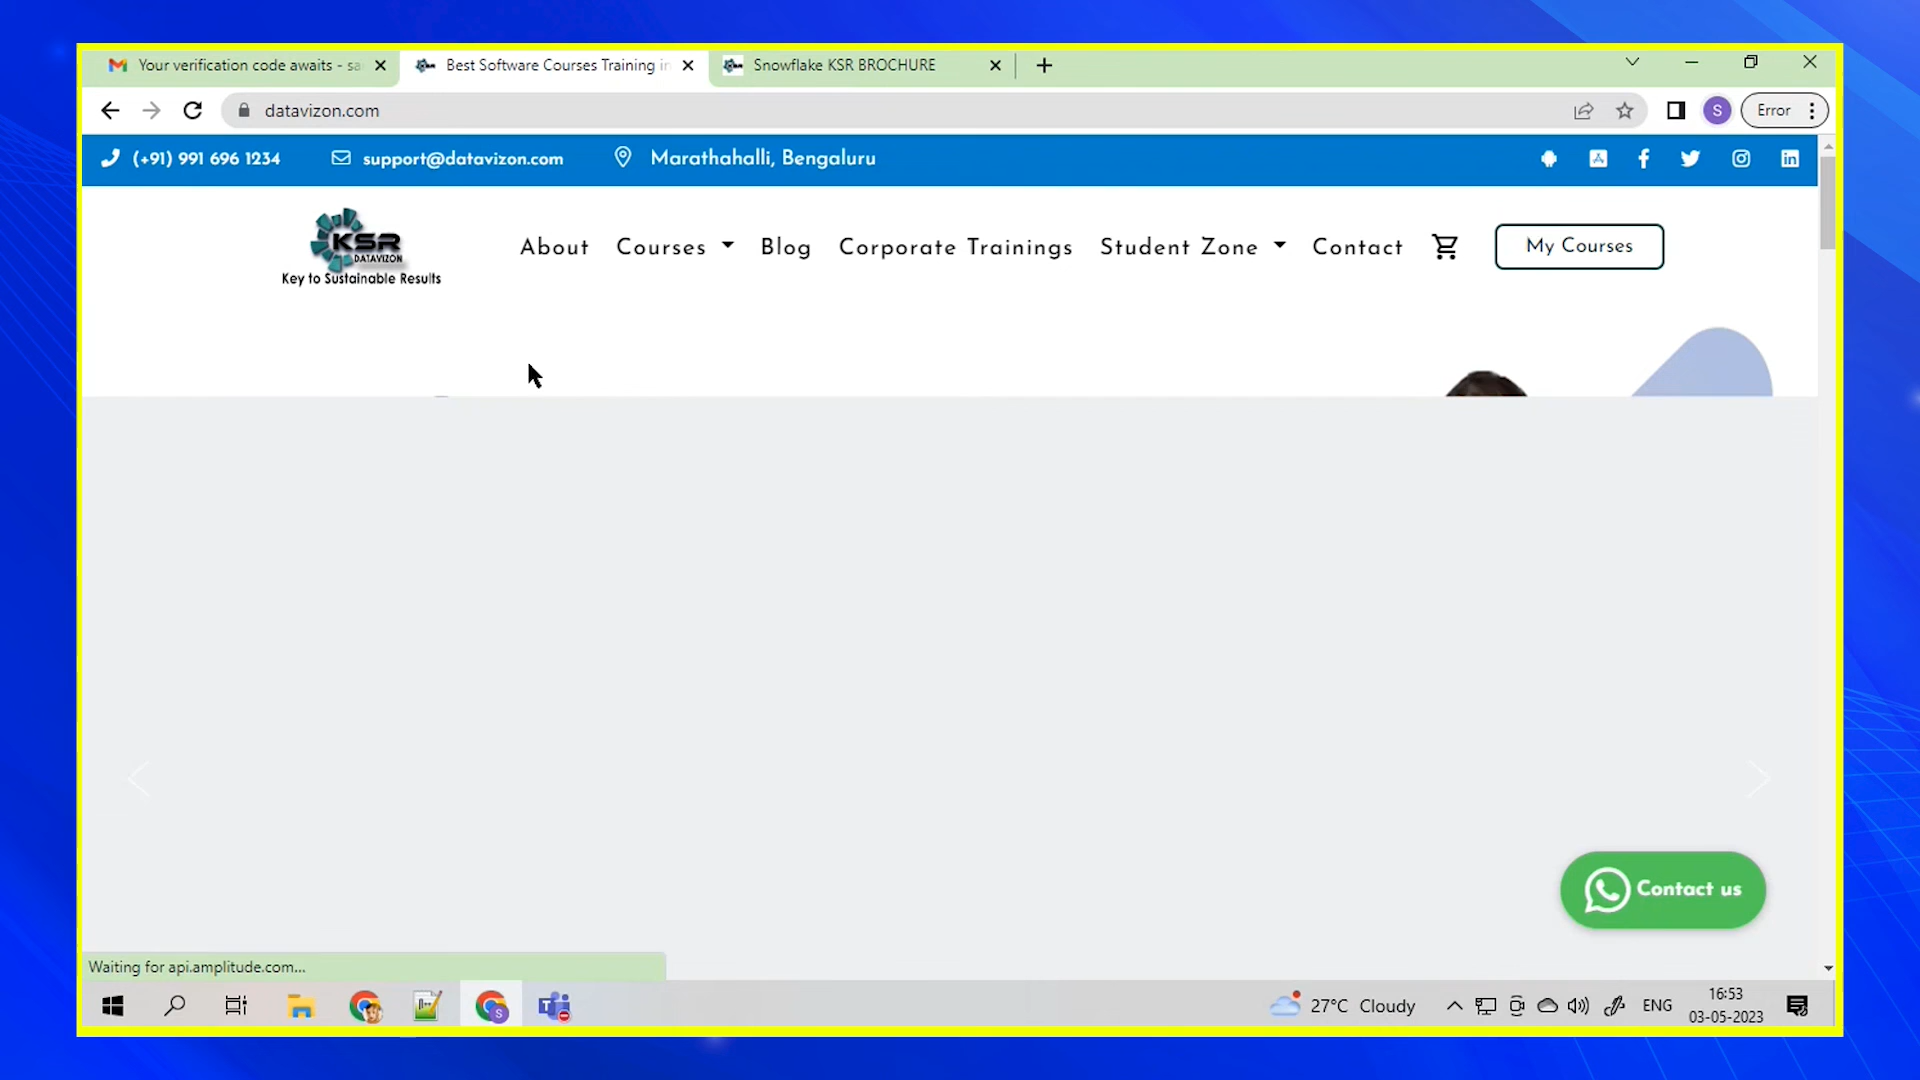 Your verification code awaits - sa
Best Software Courses Training in
Snowflake KSR BROCHURE
datavizon.com
S
Error
(+91) 991 696 1234
support@datavizon.com
Marathahalli, Bengaluru
KSR
DATAVIZON
Key to Sustainable Results
About
Courses
Blog
Corporate Trainings
Student Zone
Contact
My Courses
Contact us
Waiting for api.amplitude.com...
27°C Cloudy
ENG
16:53
03-05-2023